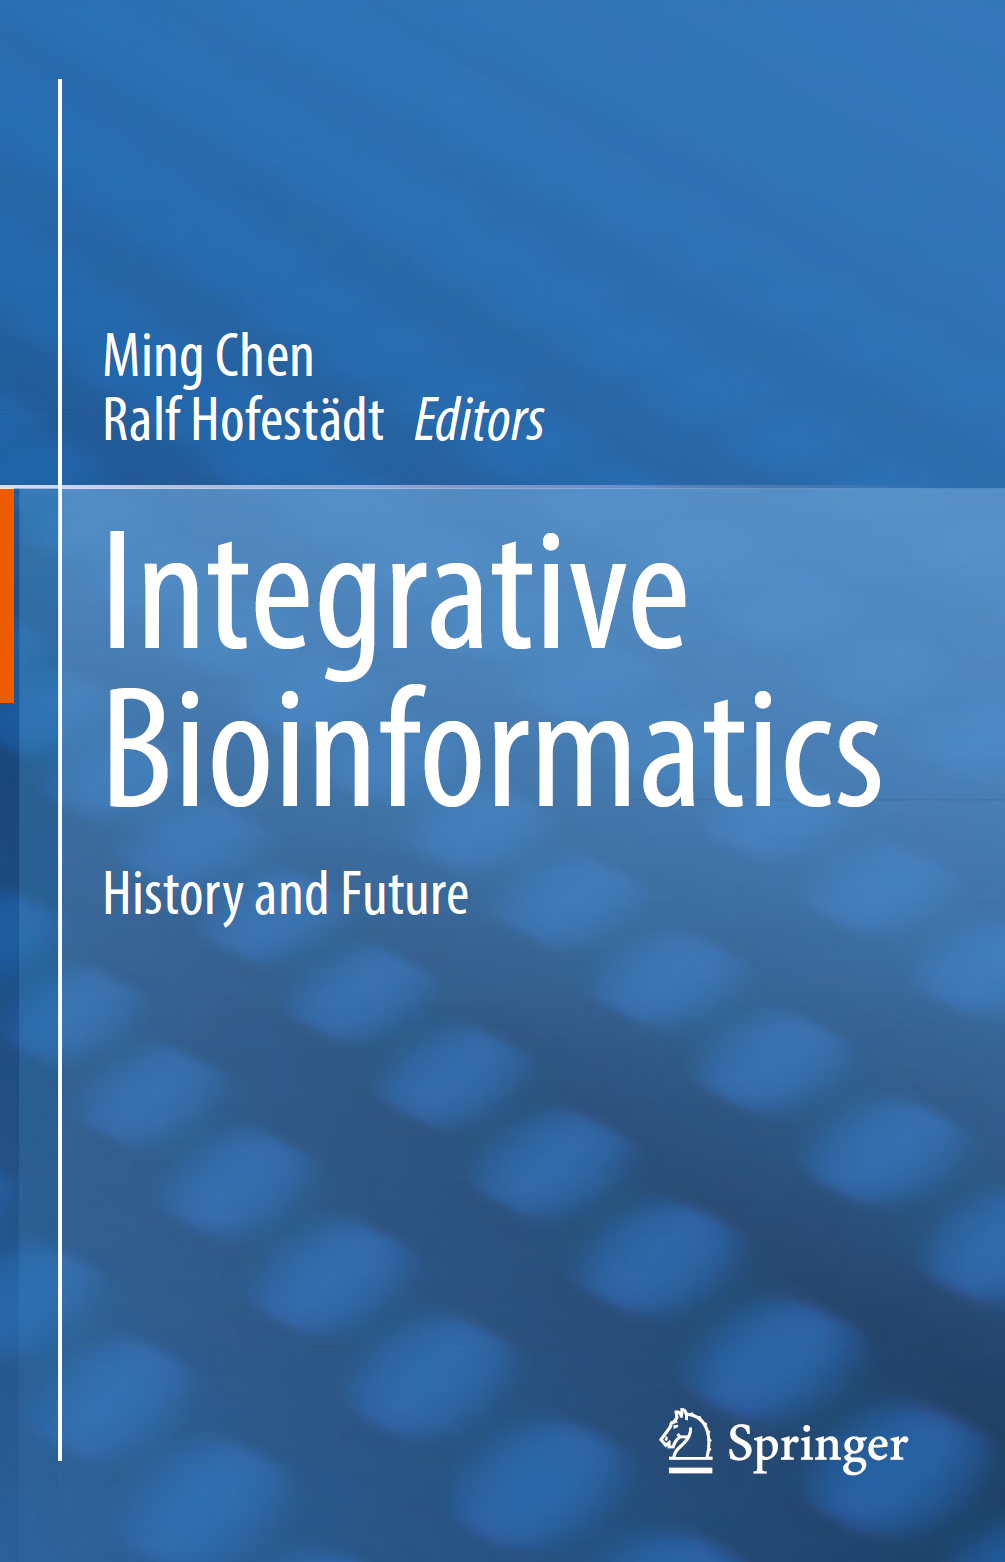 Ming Chen
Ralf Hofestädt Editors
Integrative
Bioinformatics
History and Future
Springer